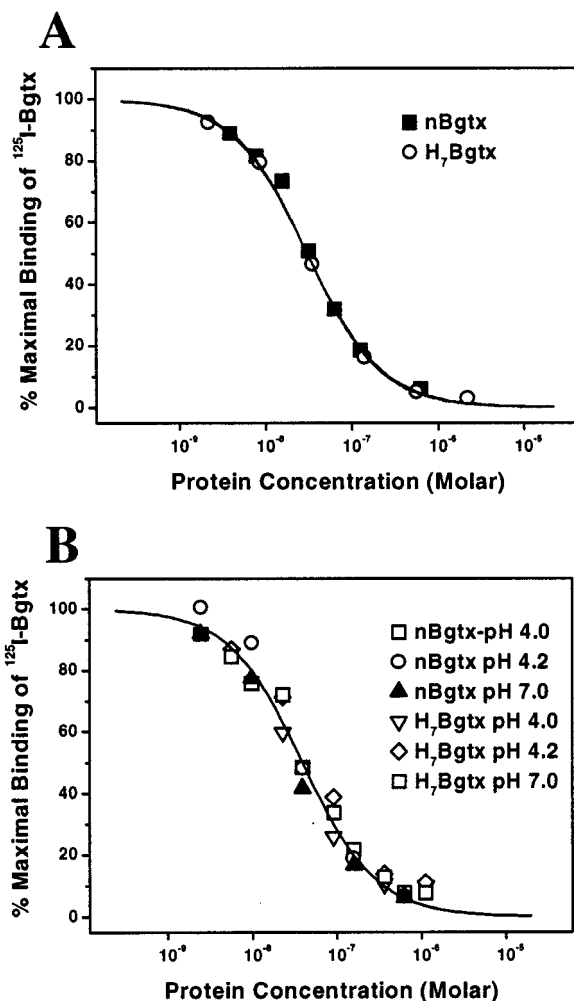 A
% Maximal Binding of ¹²⁵I-Bgtx
100
80
60
40
20
0
nBgtx
H₇Bgtx
10⁻⁹ 10⁻⁸ 10⁻⁷ 10⁻⁶ 10⁻⁵
Protein Concentration (Molar)
B
% Maximal Binding of ¹²⁵I-Bgtx
100
80
60
40
20
0
nBgtx-pH 4.0
nBgtx pH 4.2
nBgtx pH 7.0
H₇Bgtx pH 4.0
H₇Bgtx pH 4.2
H₇Bgtx pH 7.0
10⁻⁹ 10⁻⁸ 10⁻⁷ 10⁻⁶ 10⁻⁵
Protein Concentration (Molar)